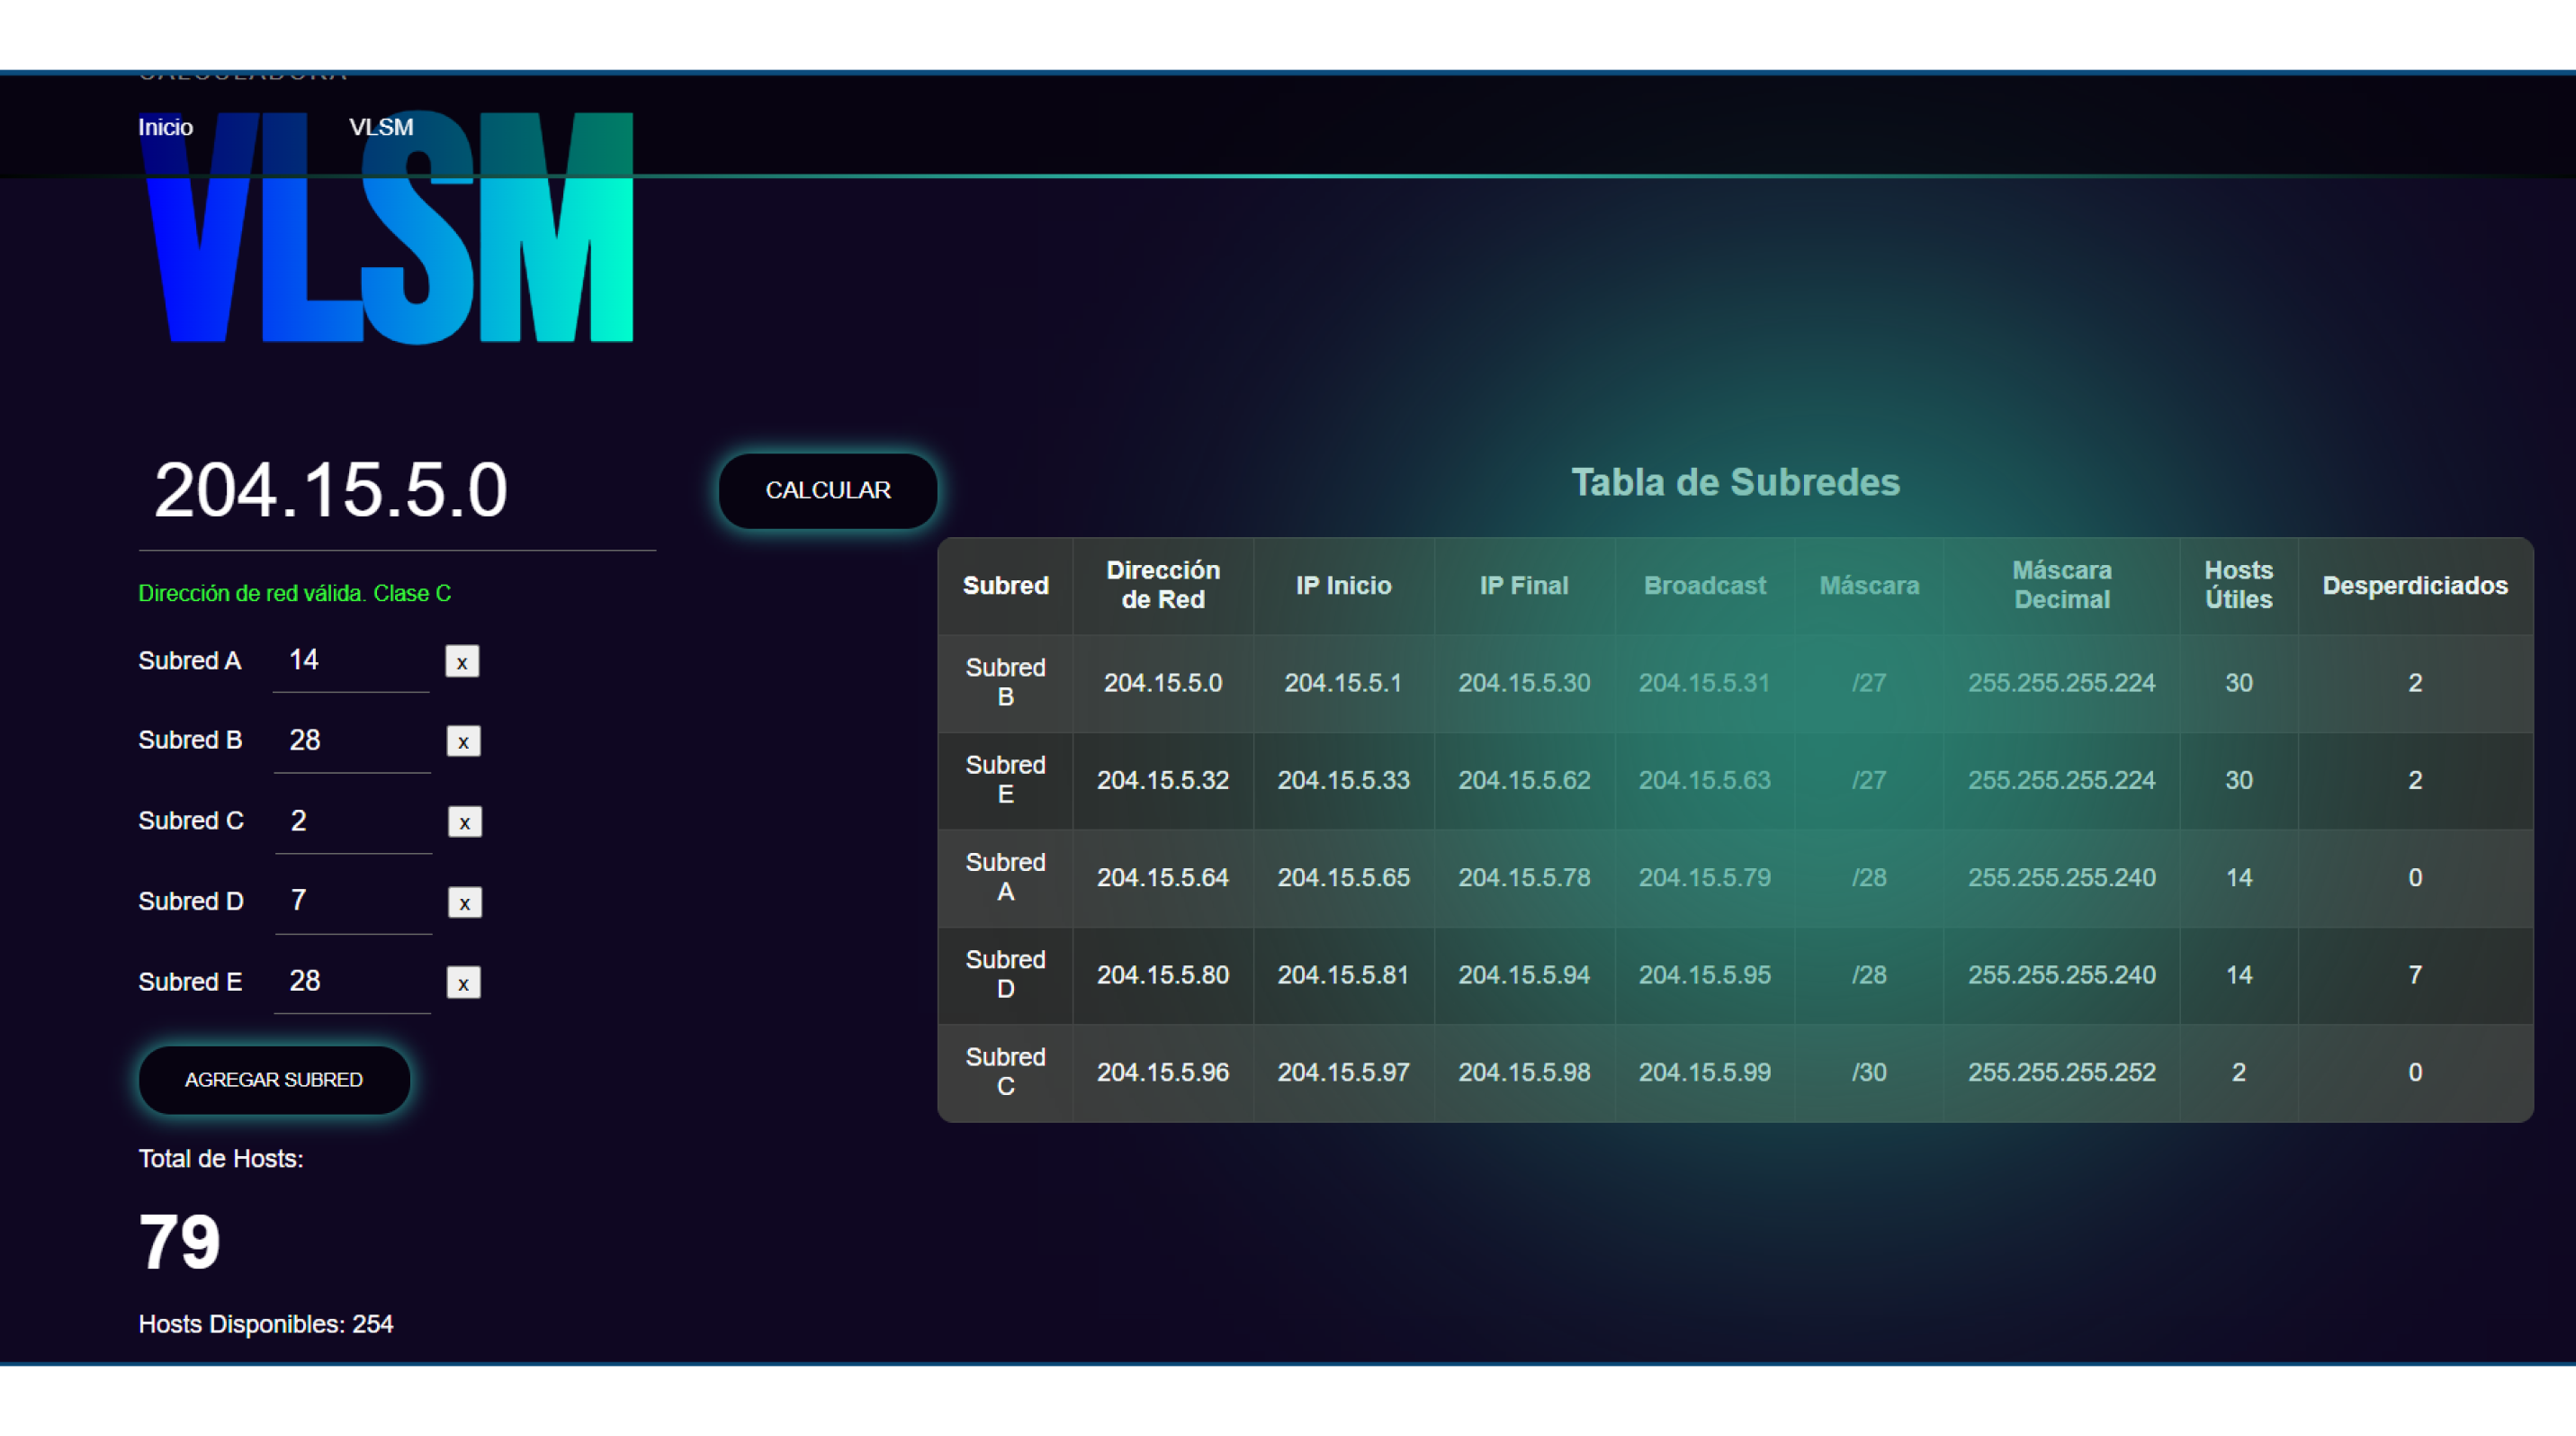 CALCULADORA
Inicio VLSM
VLSM
204.15.5.0
CALCULAR
Dirección de red válida. Clase C
Subred A 14 x
Subred B 28 x
Subred C 2 x
Subred D 7 x
Subred E 28 x
AGREGAR SUBRED
Total de Hosts:
79
Hosts Disponibles: 254
Tabla de Subredes
Subred Dirección de Red IP Inicio IP Final Broadcast Máscara Máscara Decimal Hosts Útiles Desperdiciados
Subred B 204.15.5.0 204.15.5.1 204.15.5.30 204.15.5.31 /27 255.255.255.224 30 2
Subred E 204.15.5.32 204.15.5.33 204.15.5.62 204.15.5.63 /27 255.255.255.224 30 2
Subred A 204.15.5.64 204.15.5.65 204.15.5.78 204.15.5.79 /28 255.255.255.240 14 0
Subred D 204.15.5.80 204.15.5.81 204.15.5.94 204.15.5.95 /28 255.255.255.240 14 7
Subred C 204.15.5.96 204.15.5.97 204.15.5.98 204.15.5.99 /30 255.255.255.252 2 0